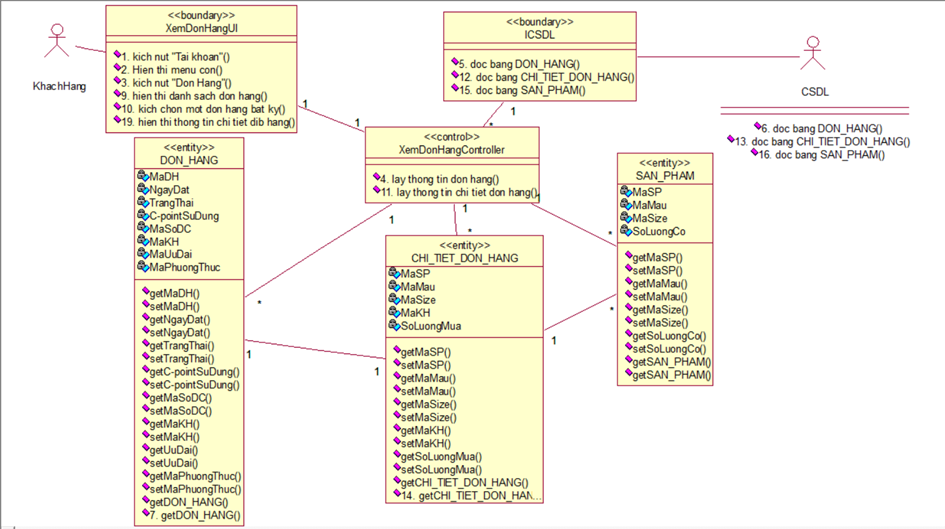 KhachHang
<<boundary>>
XemDonHangUI
1. kich nut "Tai khoan"()
2. Hien thi menu con()
3. kich nut "Don Hang"()
9. hien thi danh sach don hang()
10. kich chon mot don hang bat ky()
19. hien thi thong tin chi tiet dib hang()
<<boundary>>
ICSDL
5. doc bang DON_HANG()
12. doc bang CHI_TIET_DON_HANG()
15. doc bang SAN_PHAM()
CSDL
6. doc bang DON_HANG()
13. doc bang CHI_TIET_DON_HANG()
16. doc bang SAN_PHAM()
1
1
1
*
<<control>>
XemDonHangController
4. lay thong tin don hang()
11. lay thong tin chi tiet don hang()
1
1
1
*
*
*
<<entity>>
DON_HANG
MaDH
NgayDat
TrangThai
C-pointSuDung
MaSoDC
MaKH
MaUuDai
MaPhuongThuc
getMaDH()
setMaDH()
getNgayDat()
setNgayDat()
getTrangThai()
setTrangThai()
getC-pointSuDung()
setC-pointSuDung()
getMaSoDC()
setMaSoDC()
getMaKH()
setMaKH()
getUuDai()
setUuDai()
getMaPhuongThuc()
setMaPhuongThuc()
getDON_HANG()
7. getDON_HANG()
1
1
<<entity>>
CHI_TIET_DON_HANG
MaSP
MaMau
MaSize
MaKH
SoLuongMua
getMaSP()
setMaSP()
getMaMau()
setMaMau()
getMaSize()
setMaSize()
getMaKH()
setMaKH()
getSoLuongMua()
setSoLuongMua()
getCHI_TIET_DON_HANG()
14. getCHI_TIET_DON_HAN...
1
*
<<entity>>
SAN_PHAM
MaSP
MaMau
MaSize
SoLuongCo
getMaSP()
setMaSP()
getMaMau()
setMaMau()
getMaSize()
setMaSize()
getSoLuongCo()
setSoLuongCo()
getSAN_PHAM()
getSAN_PHAM()